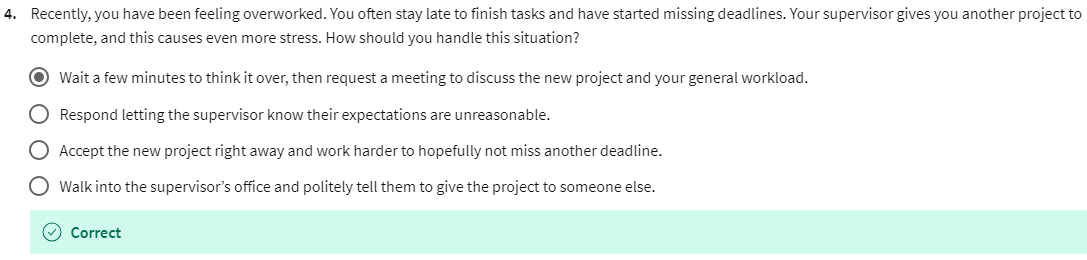 4. Recently, you have been feeling overworked. You often stay late to finish tasks and have started missing deadlines. Your supervisor gives you another project to
complete, and this causes even more stress. How should you handle this situation?
Wait a few minutes to think it over, then request a meeting to discuss the new project and your general workload.
Respond letting the supervisor know their expectations are unreasonable.
Accept the new project right away and work harder to hopefully not miss another deadline.
Walk into the supervisor's office and politely tell them to give the project to someone else.
Correct